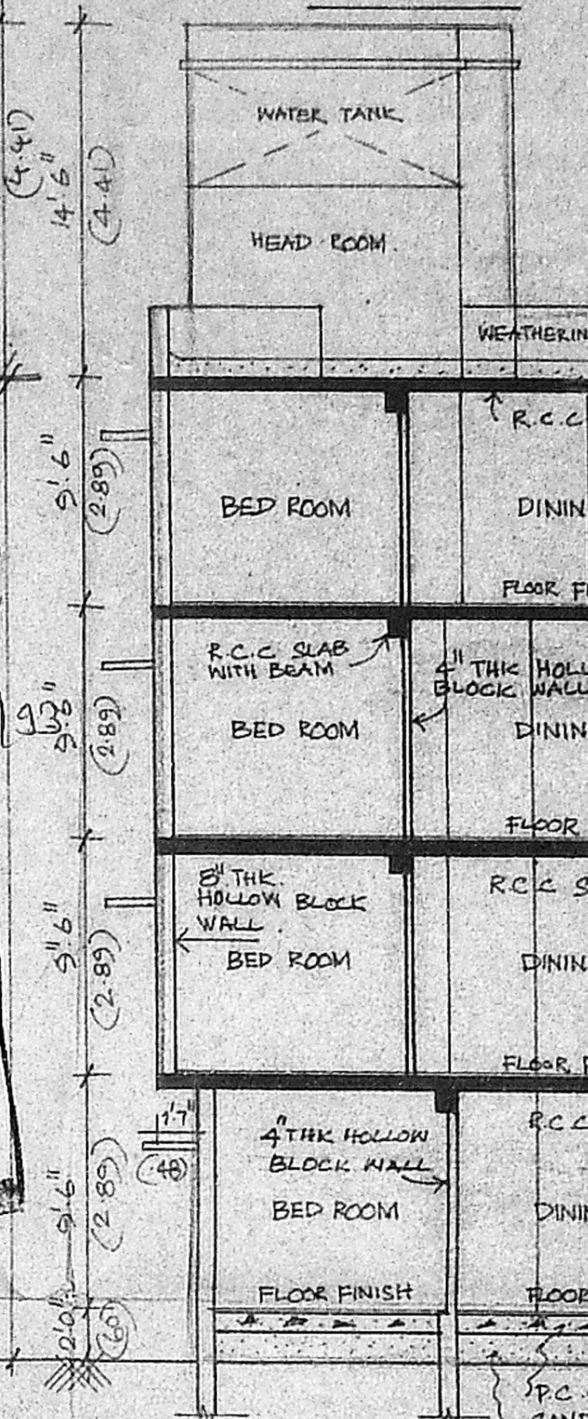 WATER TANK
(4.41)
14'6"
(4.41)
HEAD ROOM.
WEATHERIN
R.C.C
9'6"
(2.89)
BED ROOM
DININ
FLOOR F
R.C.C SLAB
WITH BEAM
4" THK HOLL
BLOCK WALL
9'6"
(2.89)
BED ROOM
DININ
FLOOR
8" THK.
HOLLOW BLOCK
WALL.
R.C.C S
9'6"
(2.89)
BED ROOM
DININ
FLOOR F
1'7"
(.48)
4" THK HOLLOW
BLOCK WALL
R.C.C
9'6"
(2.89)
BED ROOM
DININ
FLOOR FINISH
FLOOR
2'0"
(.60)
P.C